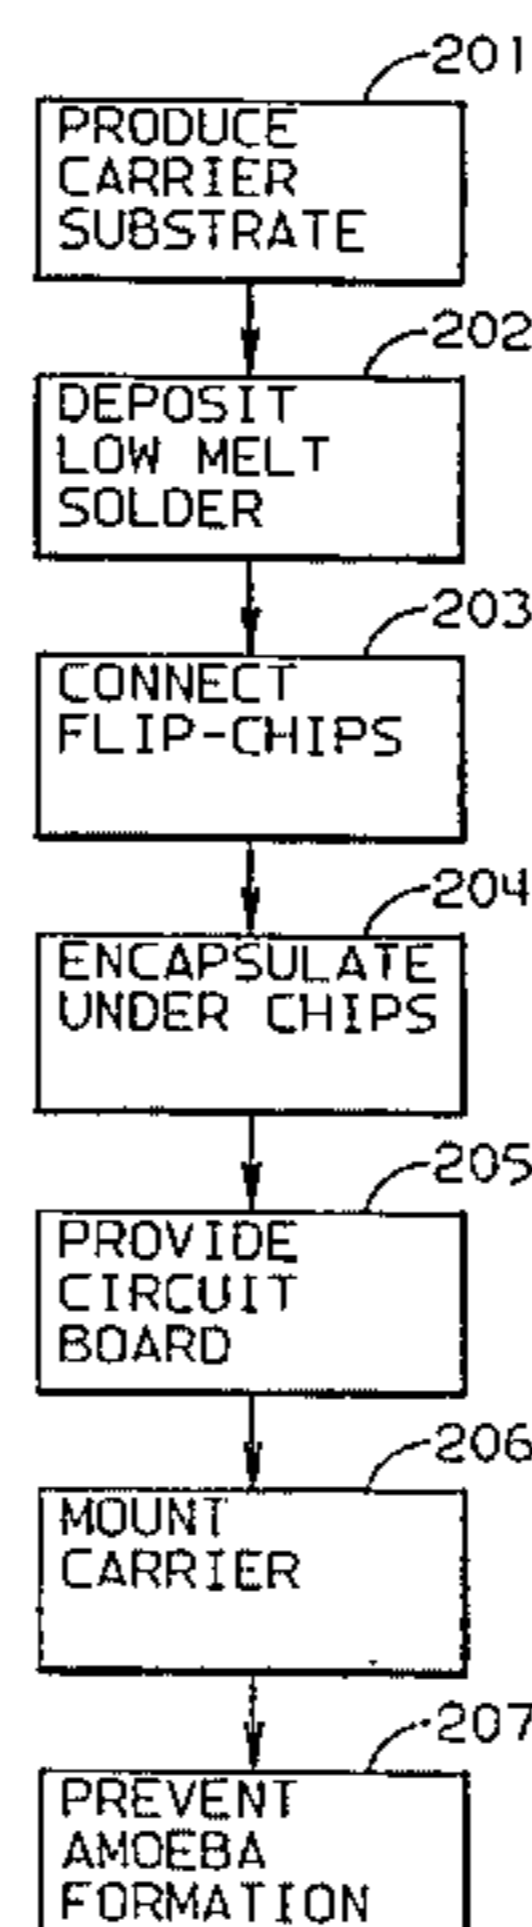 201
PRODUCE
CARRIER
SUBSTRATE
202
DEPOSIT
LOW MELT
SOLDER
203
CONNECT
FLIP-CHIPS
204
ENCAPSULATE
UNDER CHIPS
205
PROVIDE
CIRCUIT
BOARD
206
MOUNT
CARRIER
207
PREVENT
AMOEBA
FORMATION